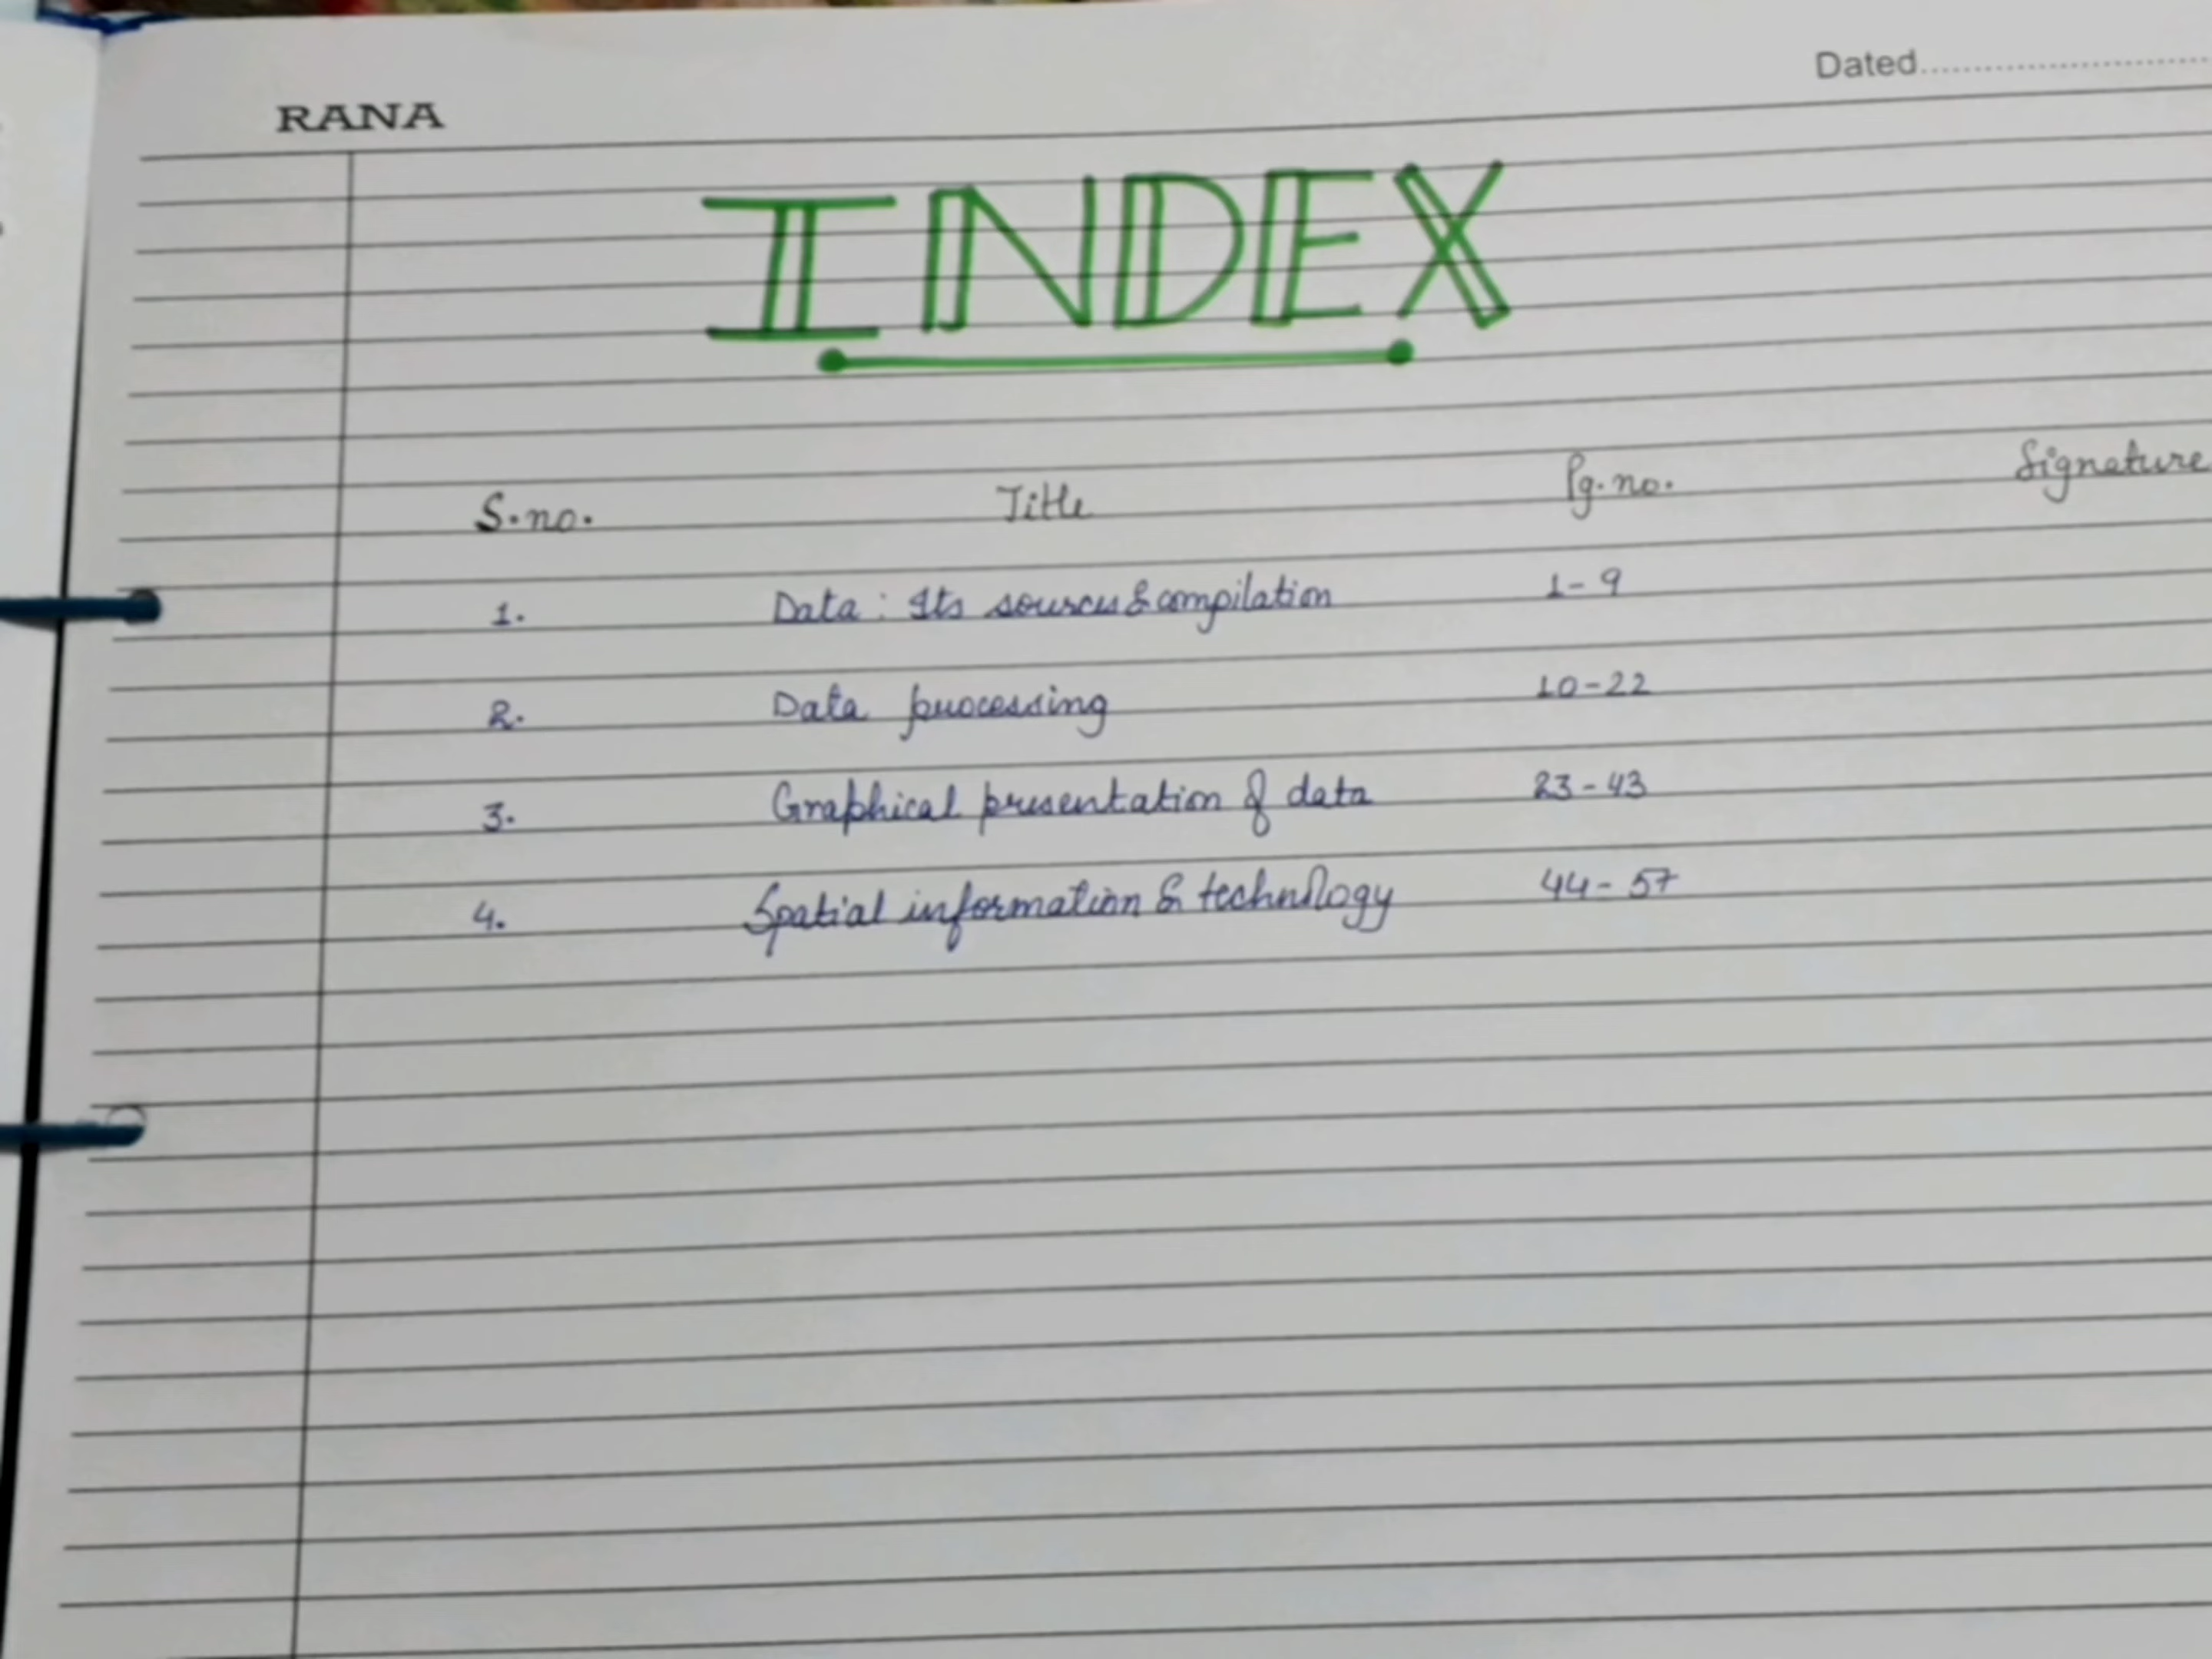 Dated
RANA
INDEX
S.no. Title Pg.no. Signature
1. Data : Its sources & compilation 1-9
2. Data processing 10-22
3. Graphical presentation of data 23-43
4. Spatial information & technology 44-57